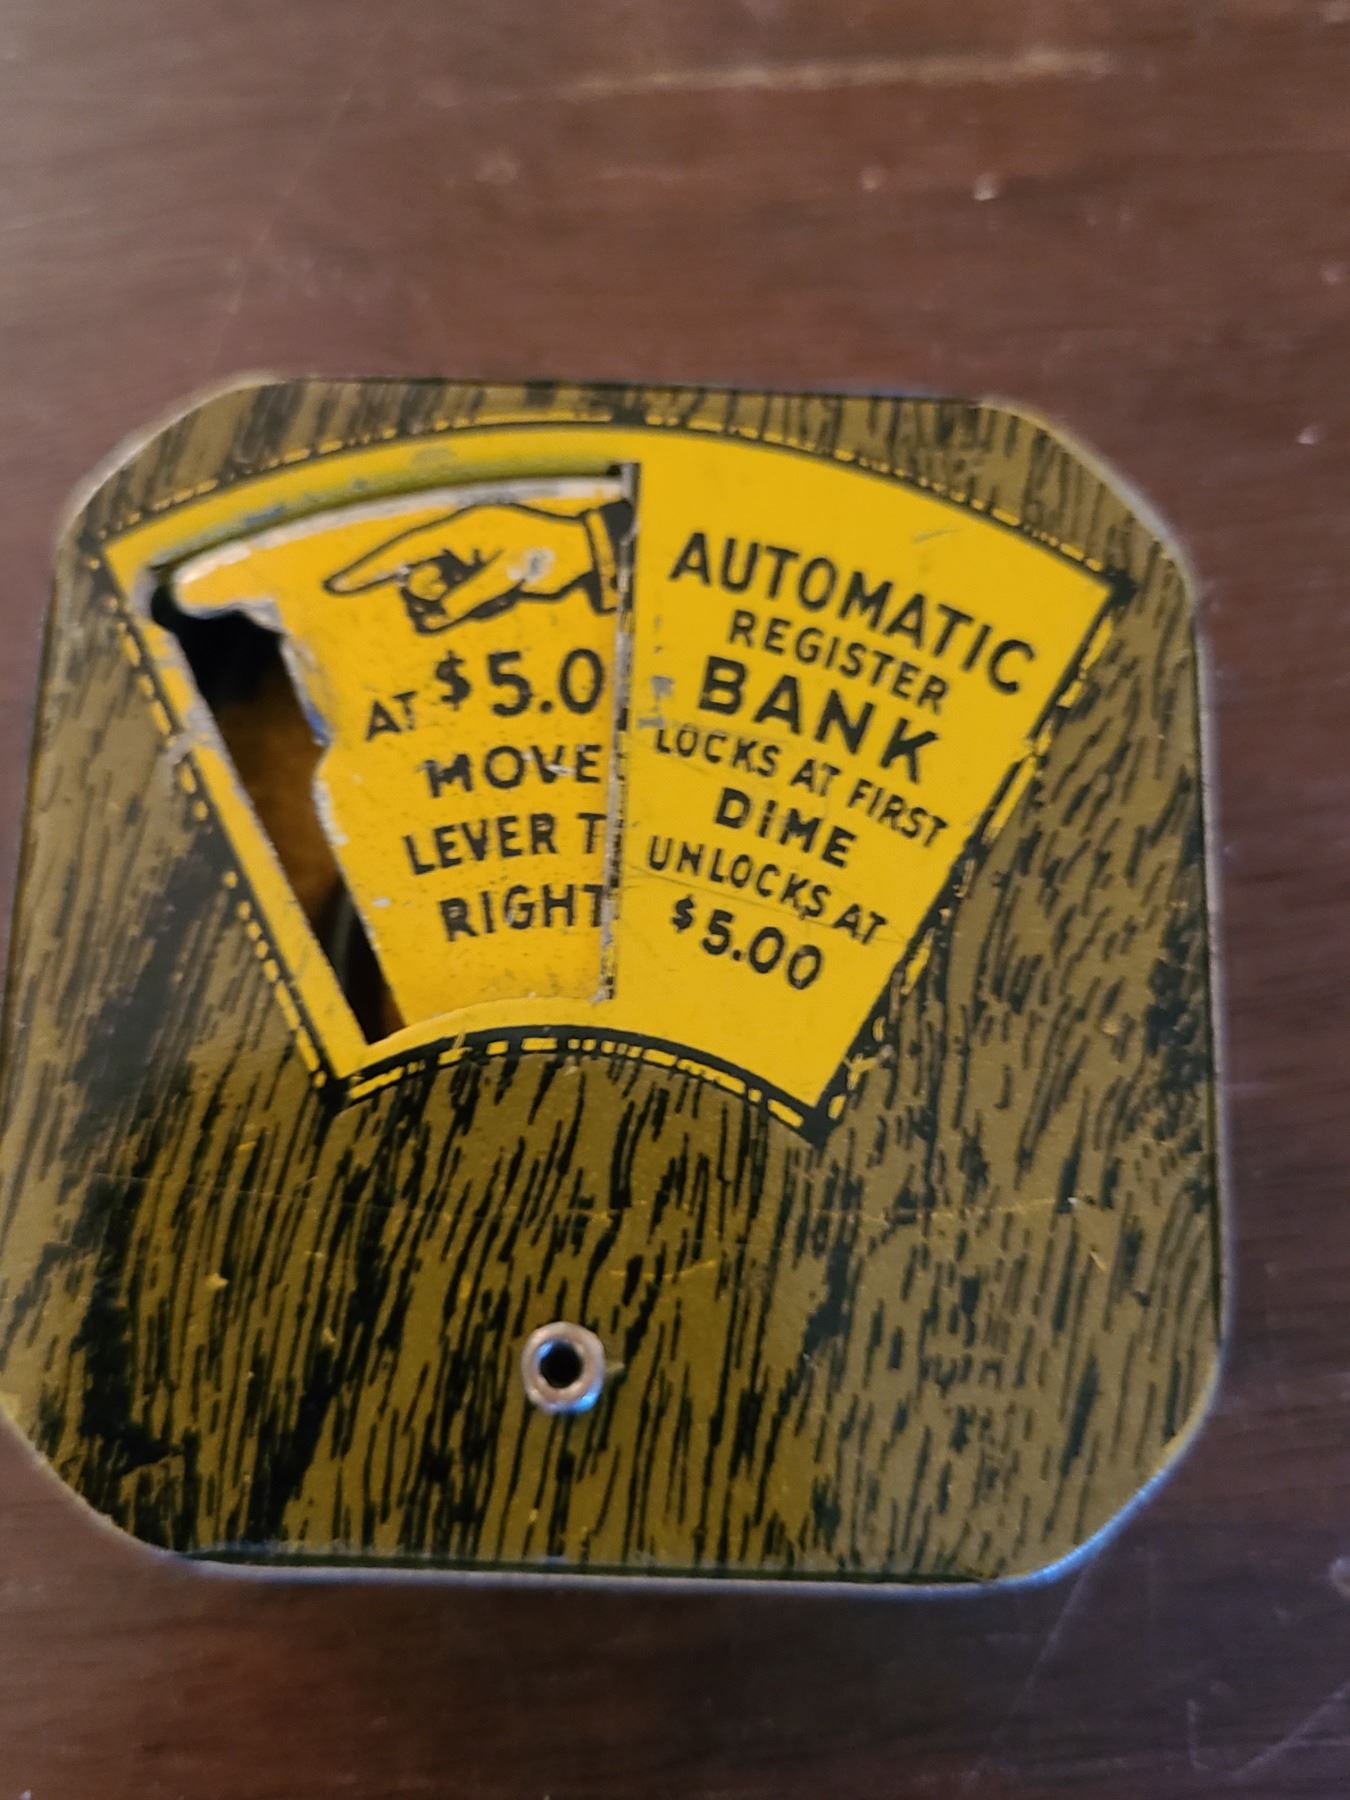 AT $5.0
MOVE
LEVER T
RIGHT
AUTOMATIC
REGISTER
BANK
LOCKS AT FIRST
DIME
UNLOCKS AT
$5.00